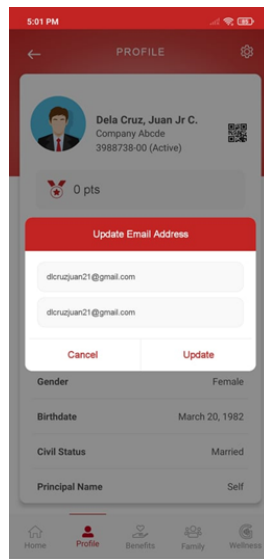 5:01 PM
85
PROFILE
Dela Cruz, Juan Jr C.
Company Abcde
3988738-00 (Active)
0 pts
Update Email Address
dlcruzjuan21@gmail.com
dlcruzjuan21@gmail.com
Cancel Update
Gender Female
Birthdate March 20, 1982
Civil Status Married
Principal Name Self
Home Profile Benefits Family Wellness